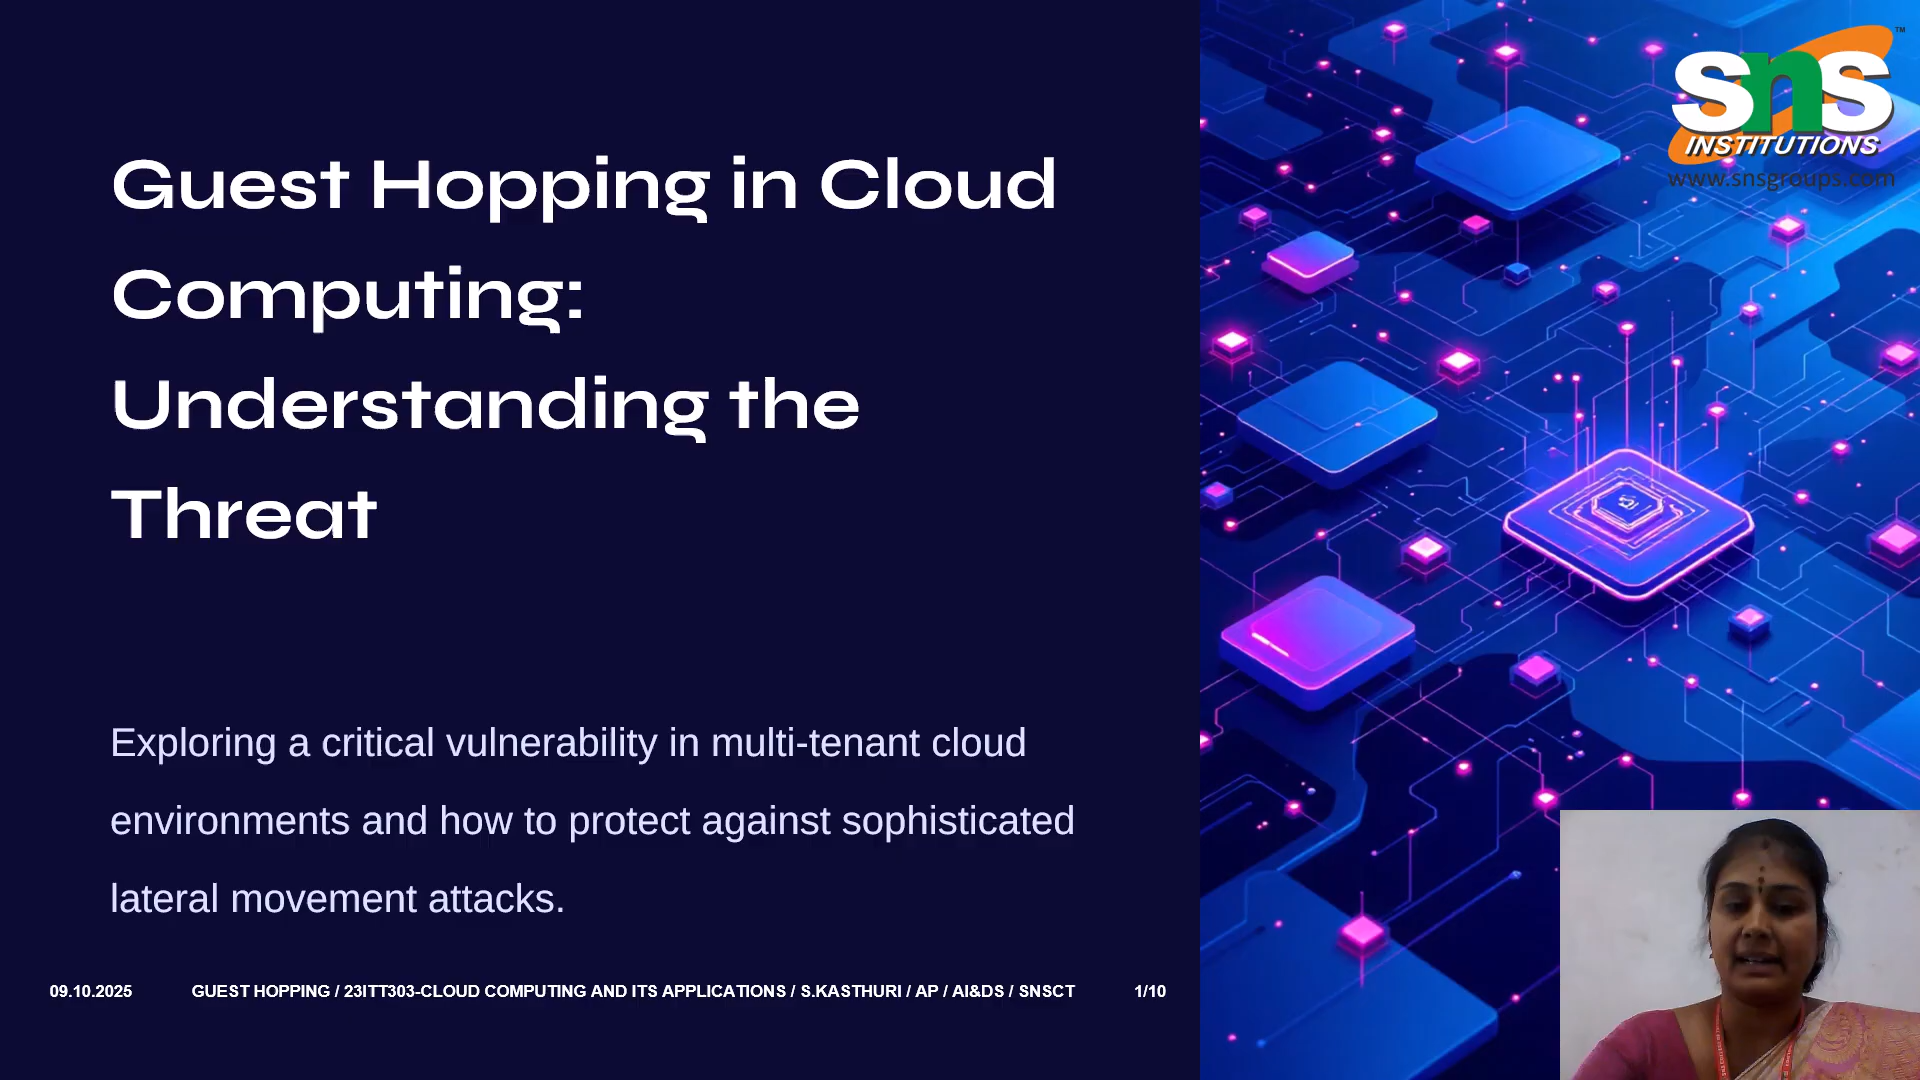 Guest Hopping in Cloud
Computing:
Understanding the
Threat
Exploring a critical vulnerability in multi-tenant cloud
environments and how to protect against sophisticated
lateral movement attacks.
09.10.2025 GUEST HOPPING / 23ITT303-CLOUD COMPUTING AND ITS APPLICATIONS / S.KASTHURI / AP / AI&DS / SNSCT 1/10
sns TM
INSTITUTIONS
www.snsgroups.com